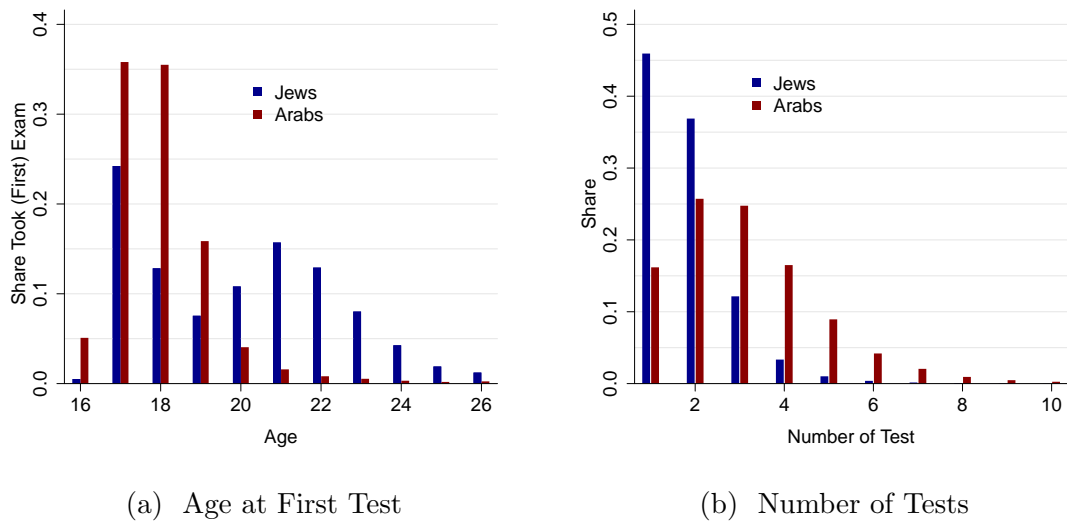 Share Took (First) Exam
0.0 0.1 0.2 0.3 0.4
Jews
Arabs
16 18 20 22 24 26
Age
(a) Age at First Test
Share
0.0 0.1 0.2 0.3 0.4 0.5
Jews
Arabs
2 4 6 8 10
Number of Test
(b) Number of Tests